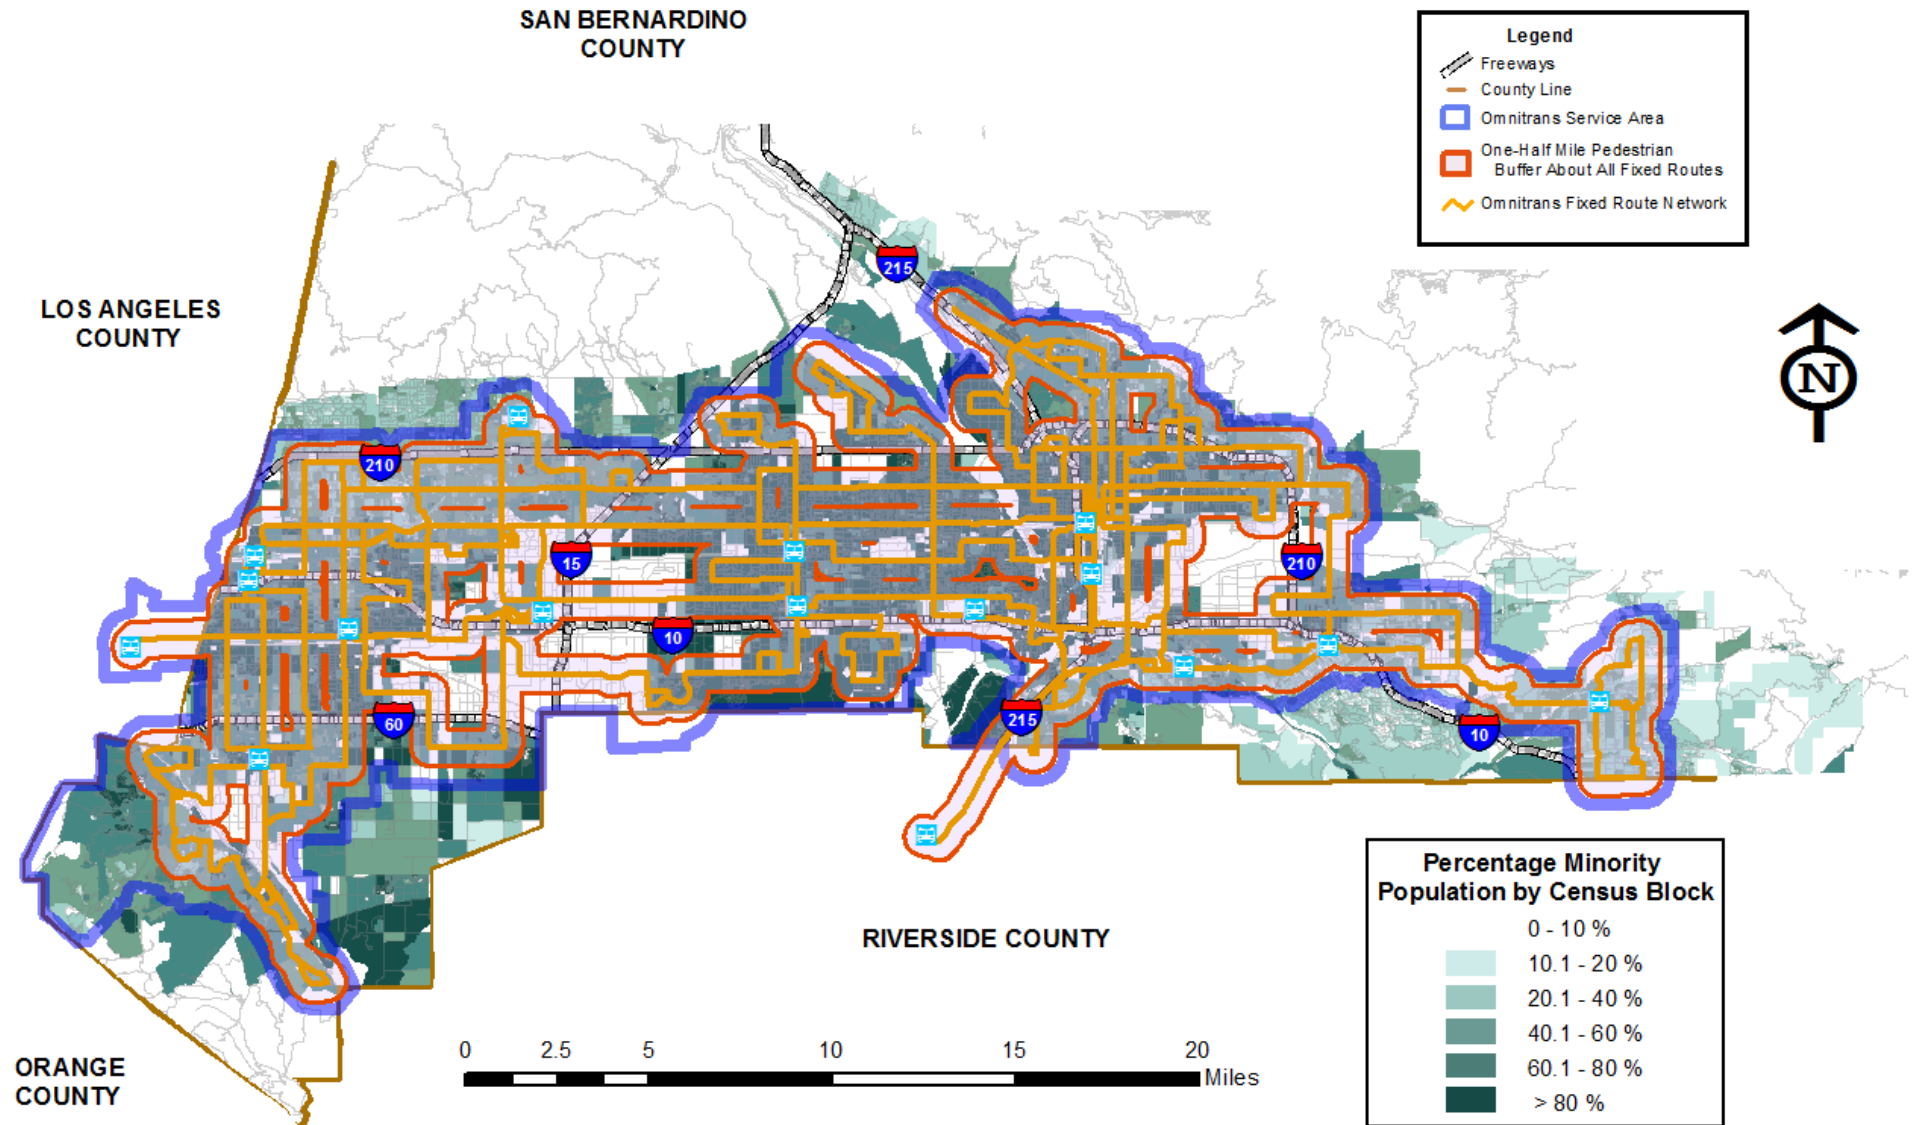 SAN BERNARDINO
COUNTY
Legend
Freeways
County Line
Omnitrans Service Area
One-Half Mile Pedestrian
Buffer About All Fixed Routes
Omnitrans Fixed Route Network
215
LOS ANGELES
COUNTY
N
210
15
210
10
60
215
10
Percentage Minority
Population by Census Block
0 - 10 %
10.1 - 20 %
20.1 - 40 %
40.1 - 60 %
60.1 - 80 %
> 80 %
RIVERSIDE COUNTY
0 2.5 5 10 15 20
Miles
ORANGE
COUNTY